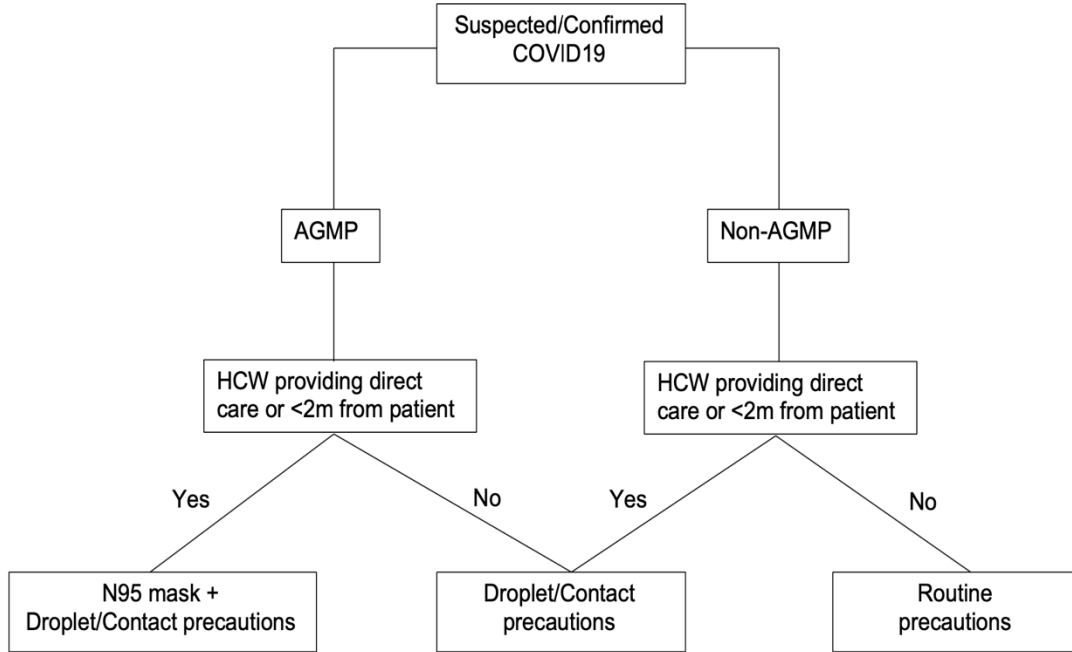 Suspected/Confirmed
COVID19
AGMP
Non-AGMP
HCW providing direct
care or <2m from patient
HCW providing direct
care or <2m from patient
Yes
No
Yes
No
N95 mask +
Droplet/Contact precautions
Droplet/Contact
precautions
Routine
precautions